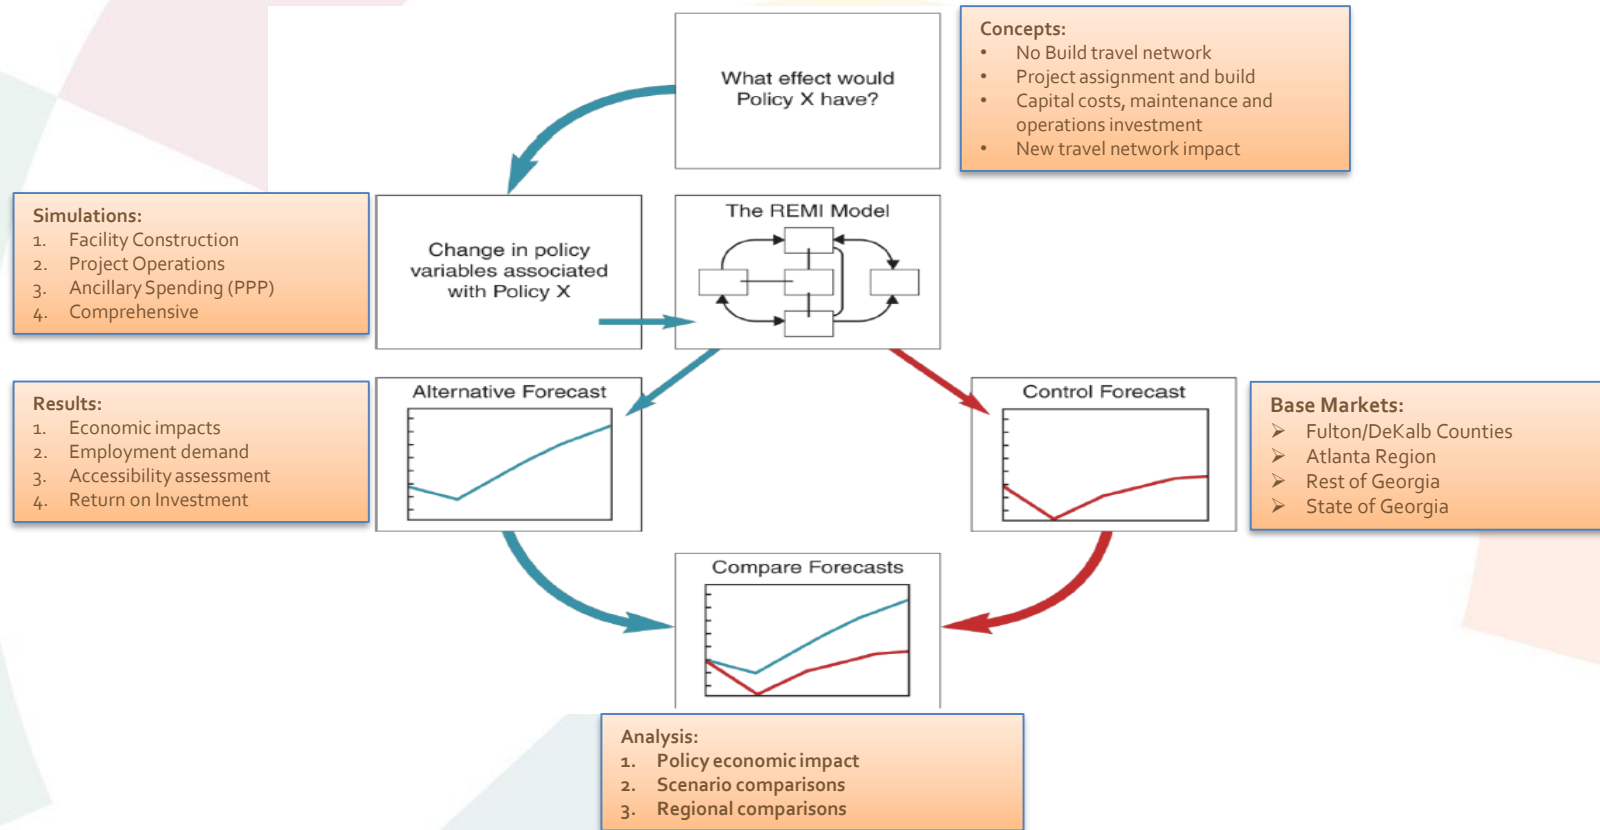 What effect would
Policy X have?
Concepts:
• No Build travel network
• Project assignment and build
• Capital costs, maintenance and
operations investment
• New travel network impact
Simulations:
1. Facility Construction
2. Project Operations
3. Ancillary Spending (PPP)
4. Comprehensive
Change in policy
variables associated
with Policy X
The REMI Model
Results:
1. Economic impacts
2. Employment demand
3. Accessibility assessment
4. Return on Investment
Alternative Forecast
Control Forecast
Base Markets:
➢ Fulton/DeKalb Counties
➢ Atlanta Region
➢ Rest of Georgia
➢ State of Georgia
Compare Forecasts
Analysis:
1. Policy economic impact
2. Scenario comparisons
3. Regional comparisons